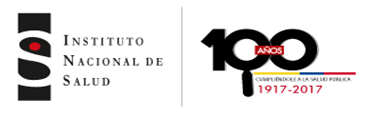 INSTITUTO
NACIONAL DE
SALUD
100
AÑOS
CUMPLIÉNDOLE A LA SALUD PÚBLICA
1917-2017